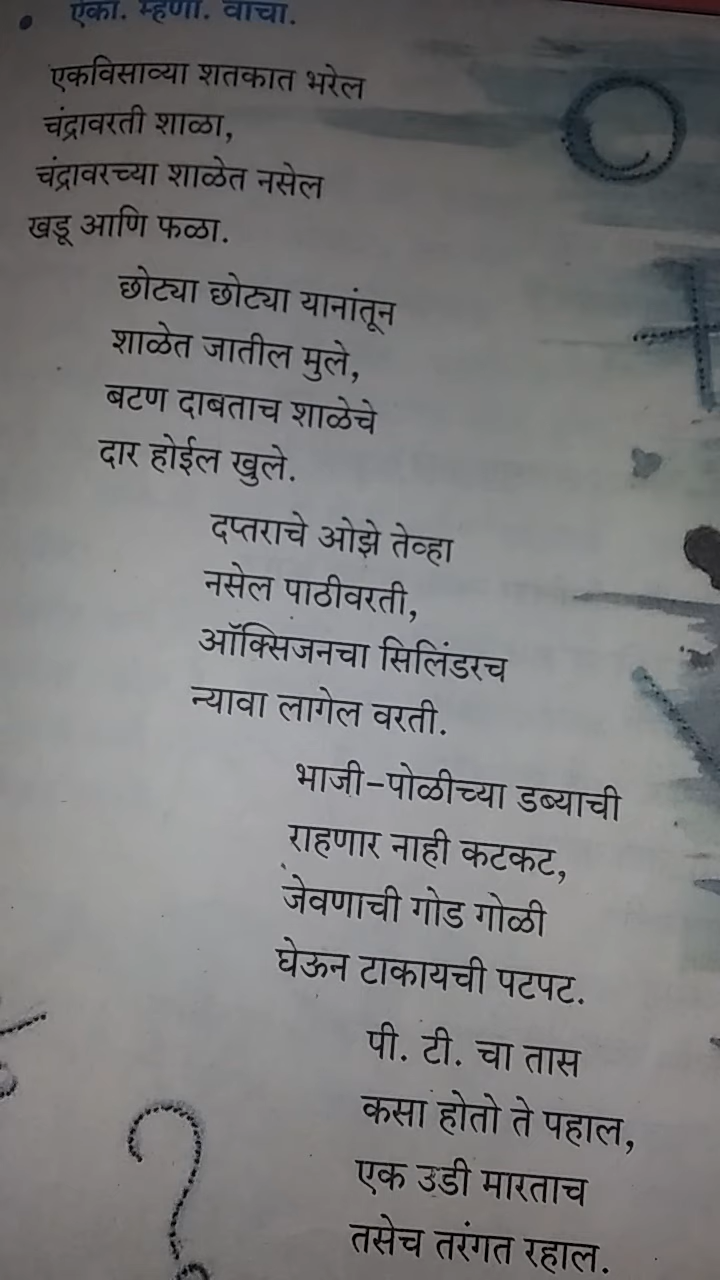 ऐका. म्हणा. वाचा.
एकविसाव्या शतकात भरेल
चंद्रावरती शाळा,
चंद्रावरच्या शाळेत नसेल
खडू आणि फळा.
छोट्या छोट्या यानांतून
शाळेत जातील मुले,
बटण दाबताच शाळेचे
दार होईल खुले.
दप्तराचे ओझे तेव्हा
नसेल पाठीवरती,
ऑक्सिजनचा सिलिंडरच
न्यावा लागेल वरती.
भाजी-पोळीच्या डब्याची
राहणार नाही कटकट,
जेवणाची गोड गोळी
घेऊन टाकायची पटपट.
पी. टी. चा तास
कसा होतो ते पहाल,
एक उडी मारताच
तसेच तरंगत रहाल.